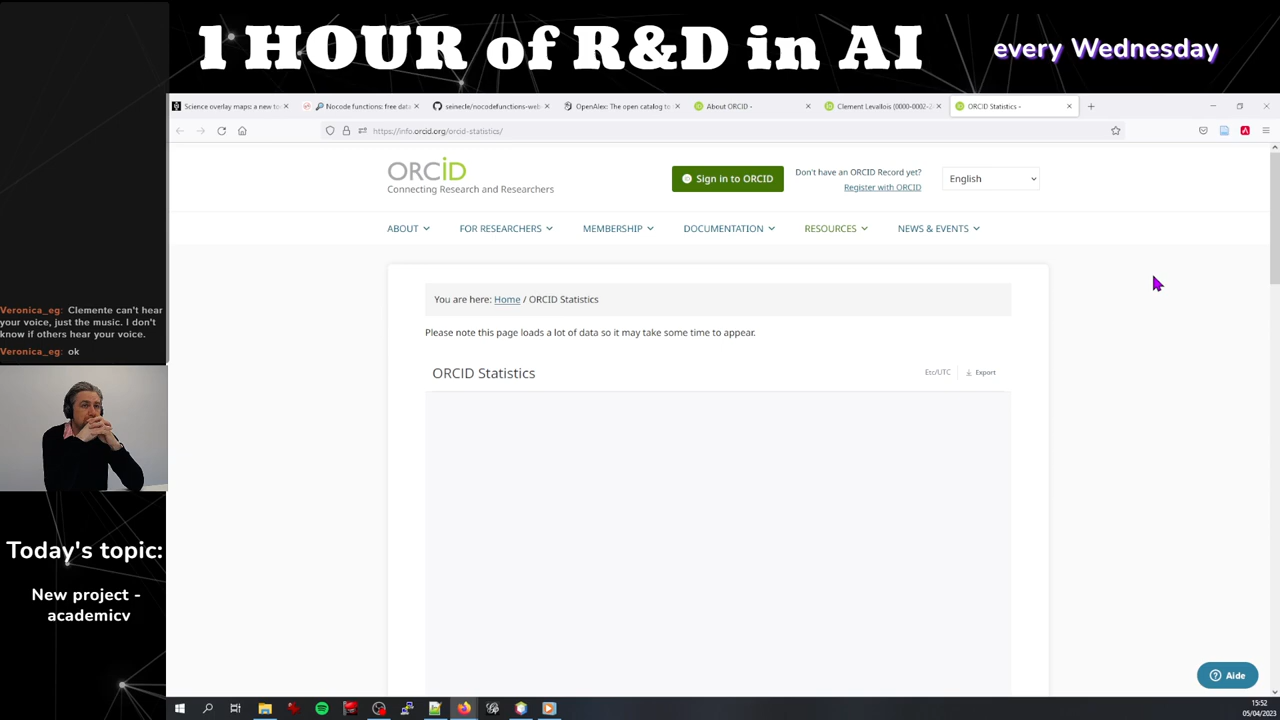 1 HOUR of R&D in AI
every Wednesday
Science overlay maps: a new to
Nocode functions: free dat
seinecle/nocodefunctions-web-
OpenAlex: The open catalog to
About ORCID -
Clement Levallois (0000-0002-
ORCID Statistics -
https://info.orcid.org/orcid-statistics/
ORCID
Connecting Research and Researchers
Sign in to ORCID
Don't have an ORCID Record yet?
Register with ORCID
English
ABOUT
FOR RESEARCHERS
MEMBERSHIP
DOCUMENTATION
RESOURCES
NEWS & EVENTS
You are here: Home / ORCID Statistics
Please note this page loads a lot of data so it may take some time to appear.
ORCID Statistics
Etc/UTC
Export
Veronica_eg: Clemente can't hear
your voice, just the music. I don't
know if others hear your voice.
Veronica_eg: ok
Today's topic:
New project -
academicv
Aide
15:52
05/04/2023